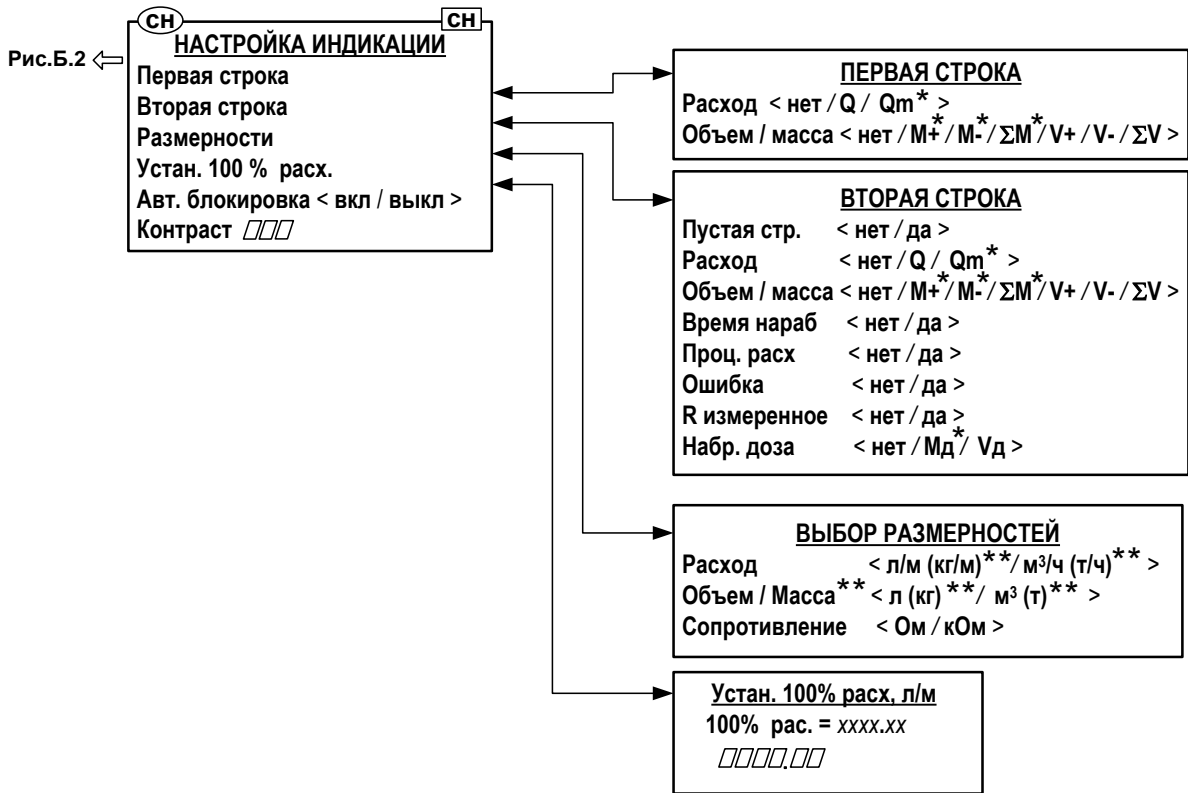 СН СН
НАСТРОЙКА ИНДИКАЦИИ
Рис.Б.2
Первая строка
Вторая строка
Размерности
Устан. 100 % расх.
Авт. блокировка < вкл / выкл >
Контраст
ПЕРВАЯ СТРОКА
Расход < нет / Q / Qm* >
Объем / масса < нет / М+* / М-* / ΣМ* / V+ / V- / ΣV >
ВТОРАЯ СТРОКА
Пустая стр. < нет / да >
Расход < нет / Q / Qm* >
Объем / масса < нет / М+* / М-* / ΣМ* / V+ / V- / ΣV >
Время нараб < нет / да >
Проц. расх < нет / да >
Ошибка < нет / да >
R измеренное < нет / да >
Набр. доза < нет / Мд* / Vд >
ВЫБОР РАЗМЕРНОСТЕЙ
Расход < л/м (кг/м)** / м³/ч (т/ч)** >
Объем / Масса** < л (кг) ** / м³ (т)** >
Сопротивление < Ом / кОм >
Устан. 100% расх, л/м
100% рас. = xxxx.xx